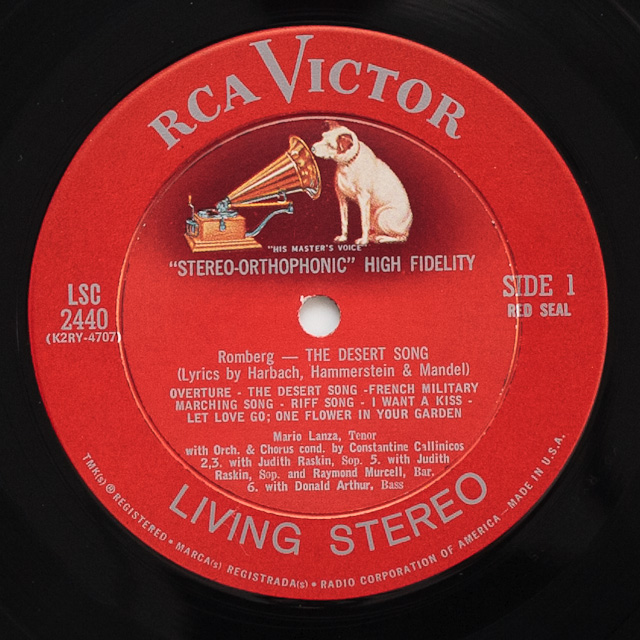 RCA VICTOR
"HIS MASTER'S VOICE"
"STEREO-ORTHOPHONIC" HIGH FIDELITY
LSC
2440
(K2RY-4707)
SIDE 1
RED SEAL
Romberg — THE DESERT SONG
(Lyrics by Harbach, Hammerstein & Mandel)
OVERTURE - THE DESERT SONG -FRENCH MILITARY
MARCHING SONG - RIFF SONG - I WANT A KISS -
LET LOVE GO; ONE FLOWER IN YOUR GARDEN
Mario Lanza, Tenor
with Orch. & Chorus cond. by Constantine Callinicos
2,3. with Judith Raskin, Sop. 5. with Judith
Raskin, Sop. and Raymond Murcell, Bar.
6. with Donald Arthur, Bass
LIVING STEREO
TMK(s) ® REGISTERED • MARCA(s) REGISTRADA(s) • RADIO CORPORATION OF AMERICA—MADE IN U.S.A.